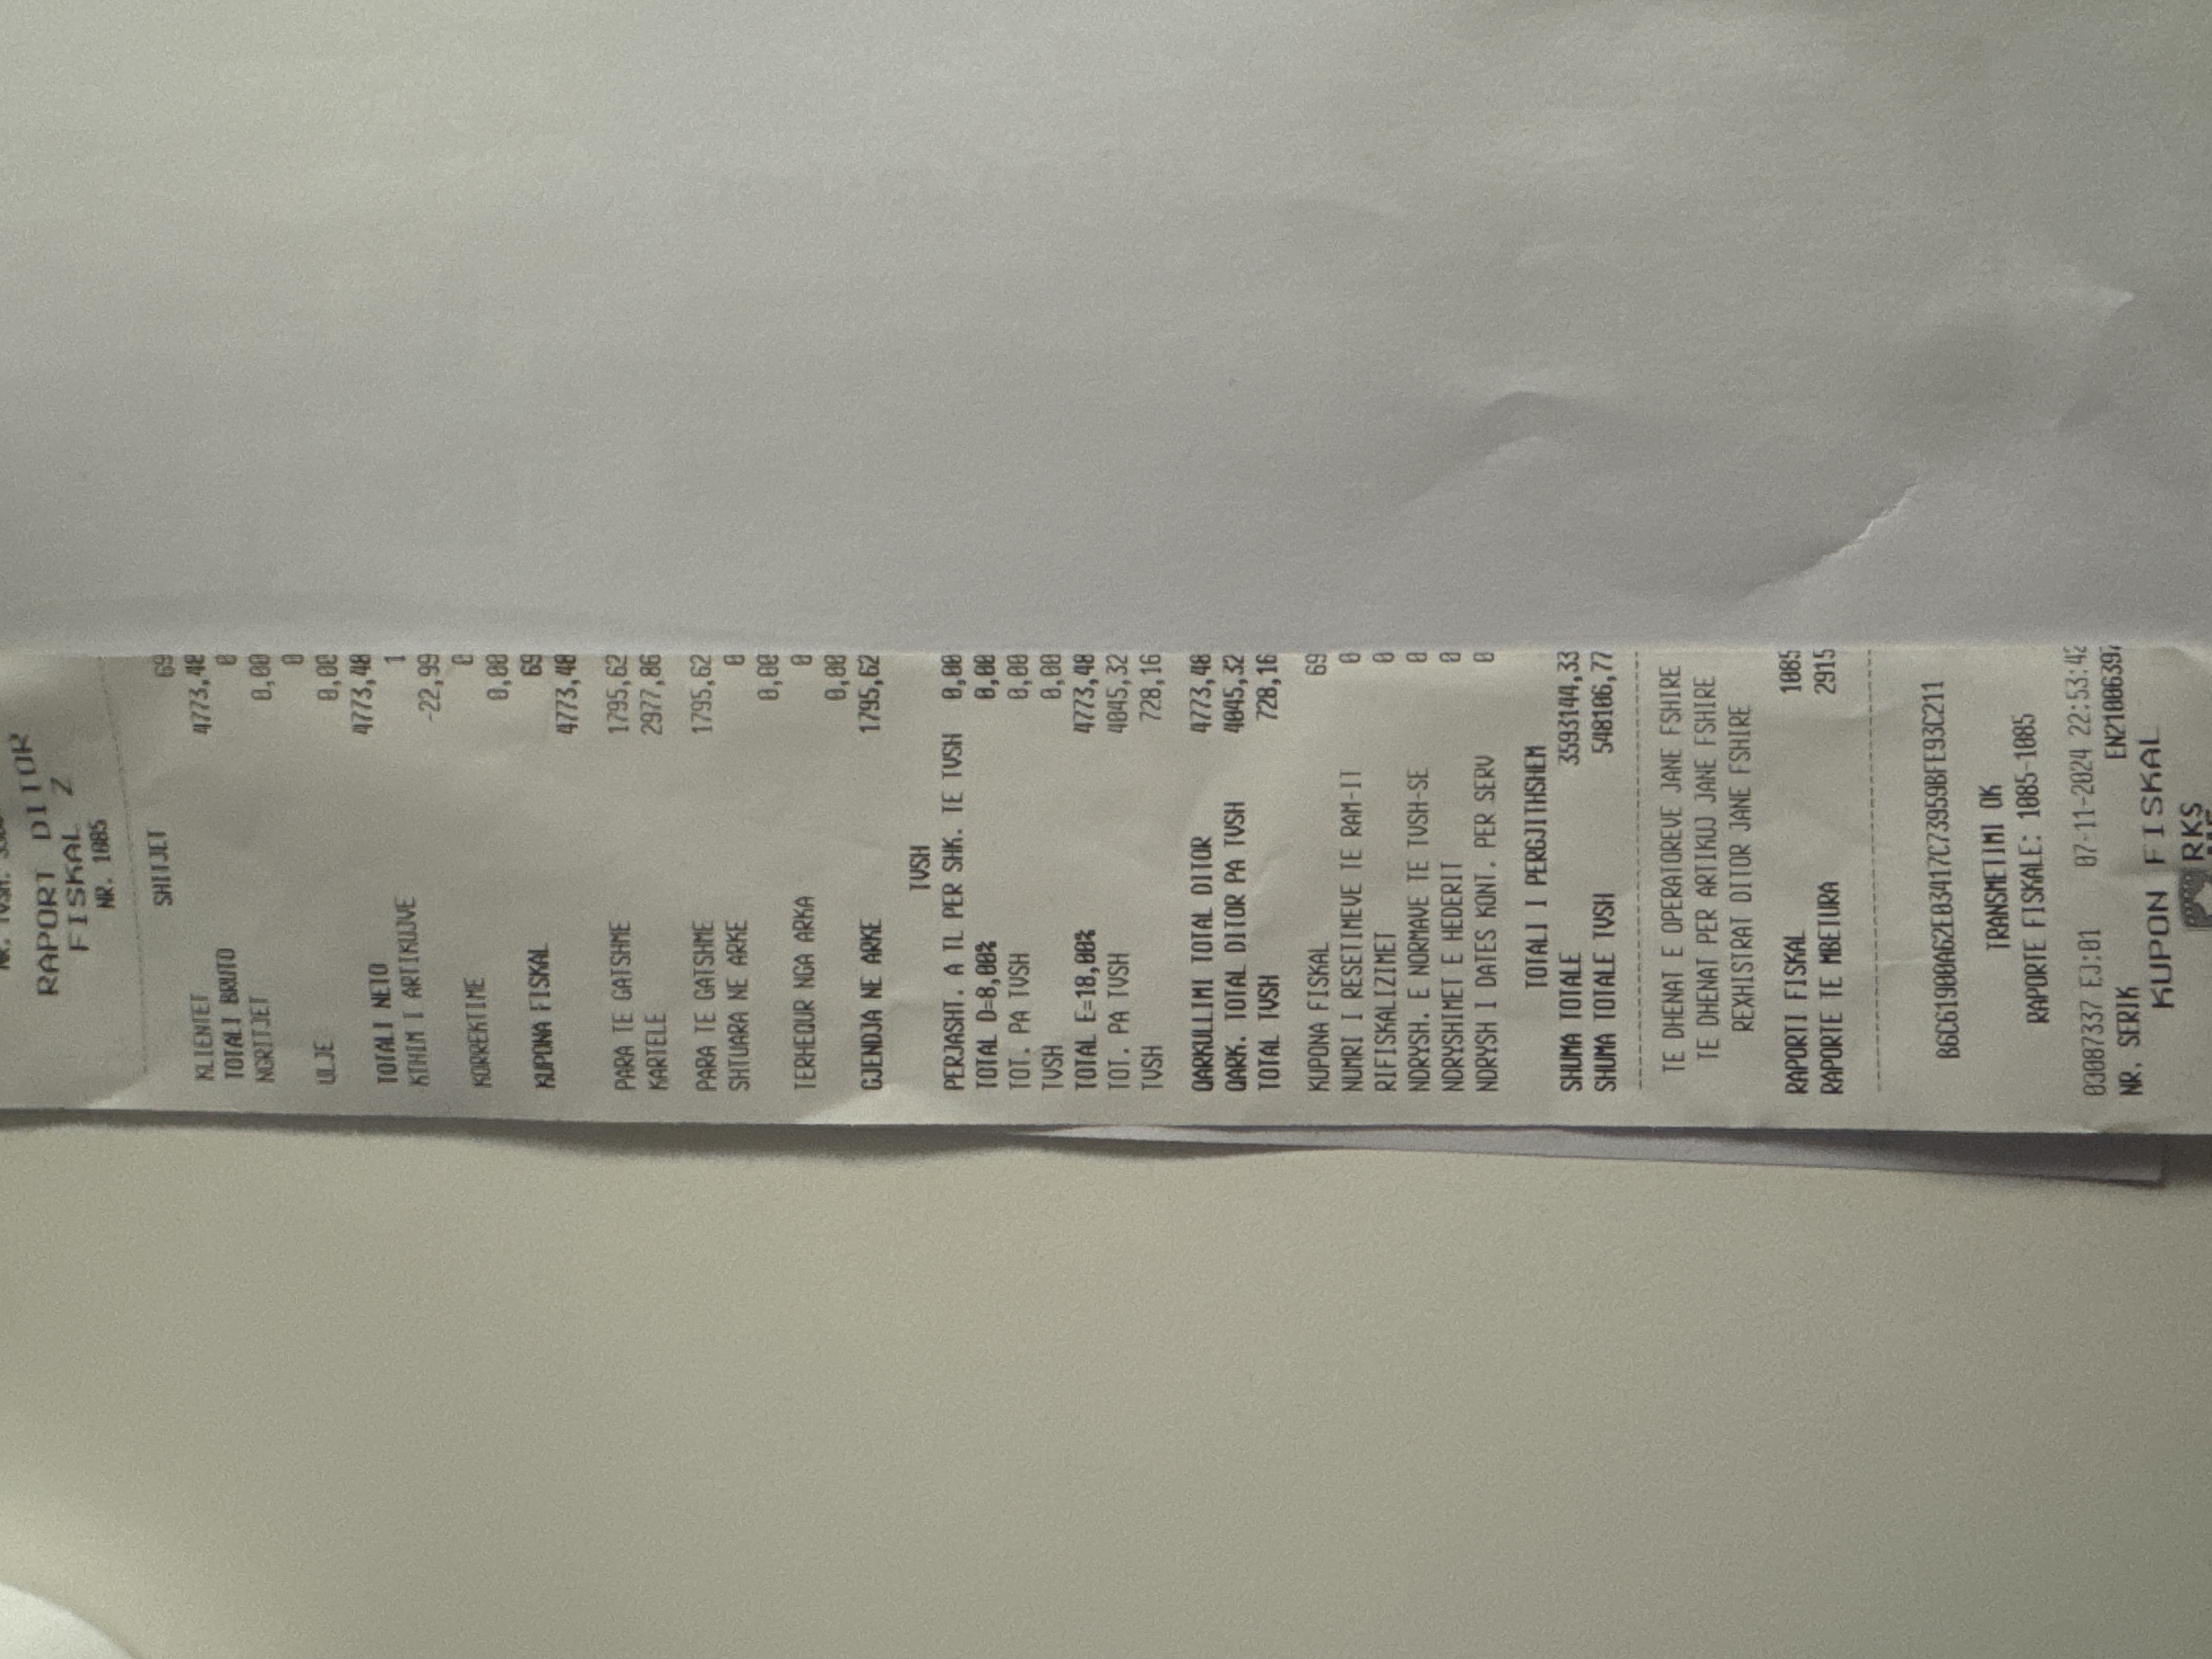 NR. TVSH:
RAPORT DITOR
FISKAL Z
NR. 1085
SHITJET
KLIENTET 69
TOTALI BRUTO 4773,48
NGRITJET 0
0,00
ULJE 0
0,00
TOTALI NETO 4773,48
KTHIM I ARTIKUJVE 1
-22,99
KORREKTIME 0
0,00
KUPONA FISKAL 69
4773,48
PARA TE GATSHME 1795,62
KARTELE 2977,86
PARA TE GATSHME 1795,62
SHTUARA NE ARKE 0
0,00
TERHEQUR NGA ARKA 0
0,00
GJENDJA NE ARKE 1795,62
TVSH
PERJASHT. A TL PER SHK. TE TVSH 0,00
TOTAL D=8,00% 0,00
TOT. PA TVSH 0,00
TVSH 0,00
TOTAL E=18,00% 4773,48
TOT. PA TVSH 4045,32
TVSH 728,16
QARKULLIMI TOTAL DITOR 4773,48
QARK. TOTAL DITOR PA TVSH 4045,32
TOTAL TVSH 728,16
KUPONA FISKAL 69
NUMRI I RESETIMEVE TE RAM-IT 0
RIFISKALIZIMET 0
NDRYSH. E NORMAVE TE TVSH-SE 0
NDRYSHIMET E HEDERIT 0
NDRYSH I DATES KONT. PER SERV 0
TOTALI I PERGJITHSHEM
SHUMA TOTALE 3593144,33
SHUMA TOTALE TVSH 548106,77
TE DHENAT E OPERATOREVE JANE FSHIRE
TE DHENAT PER ARTIKUJ JANE FSHIRE
REXHISTRAT DITOR JANE FSHIRE
RAPORTI FISKAL 1085
RAPORTE TE MBETURA 2915
B6C61900A62E03417C73959BFE93C211
TRANSMETIMI OK
RAPORTE FISKALE: 1085-1085
03087337 EJ:01 07-11-2024 22:53:42
NR. SERIK EN21006397
KUPON FISKAL
RKS